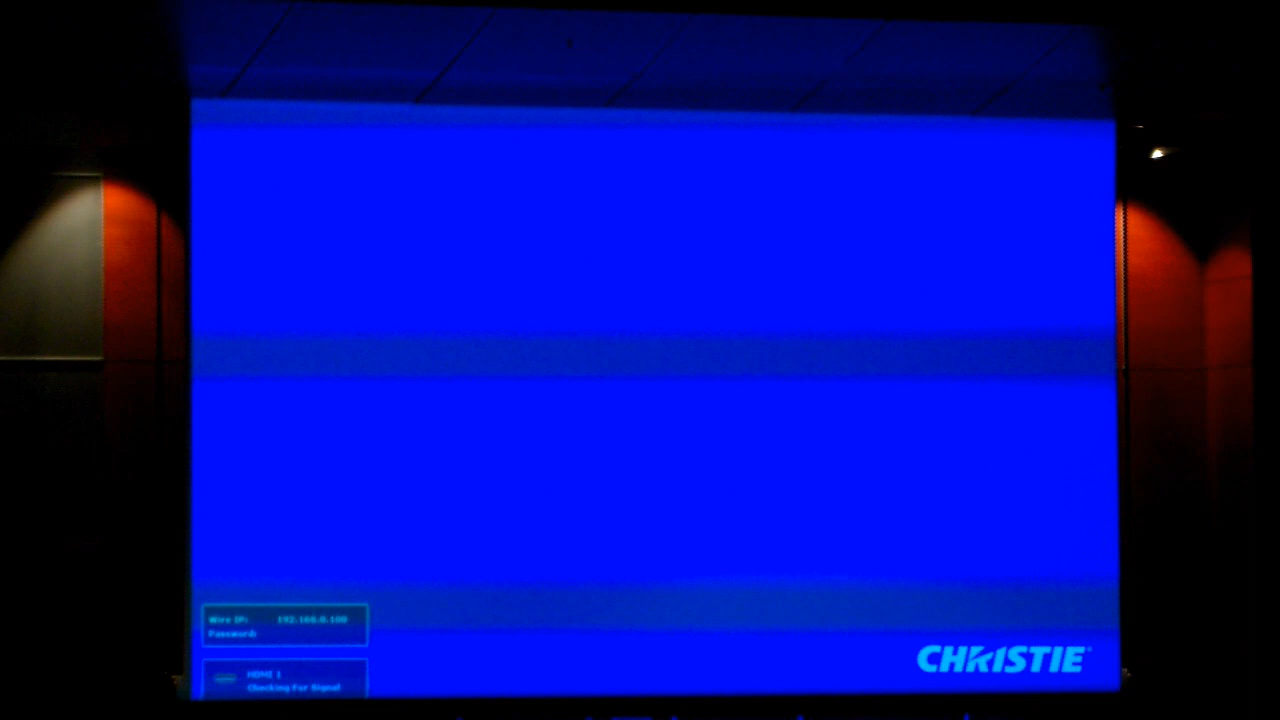 Wire IP: 192.168.0.100
Password:
HDMI 1
Checking For Signal
CHRISTIE